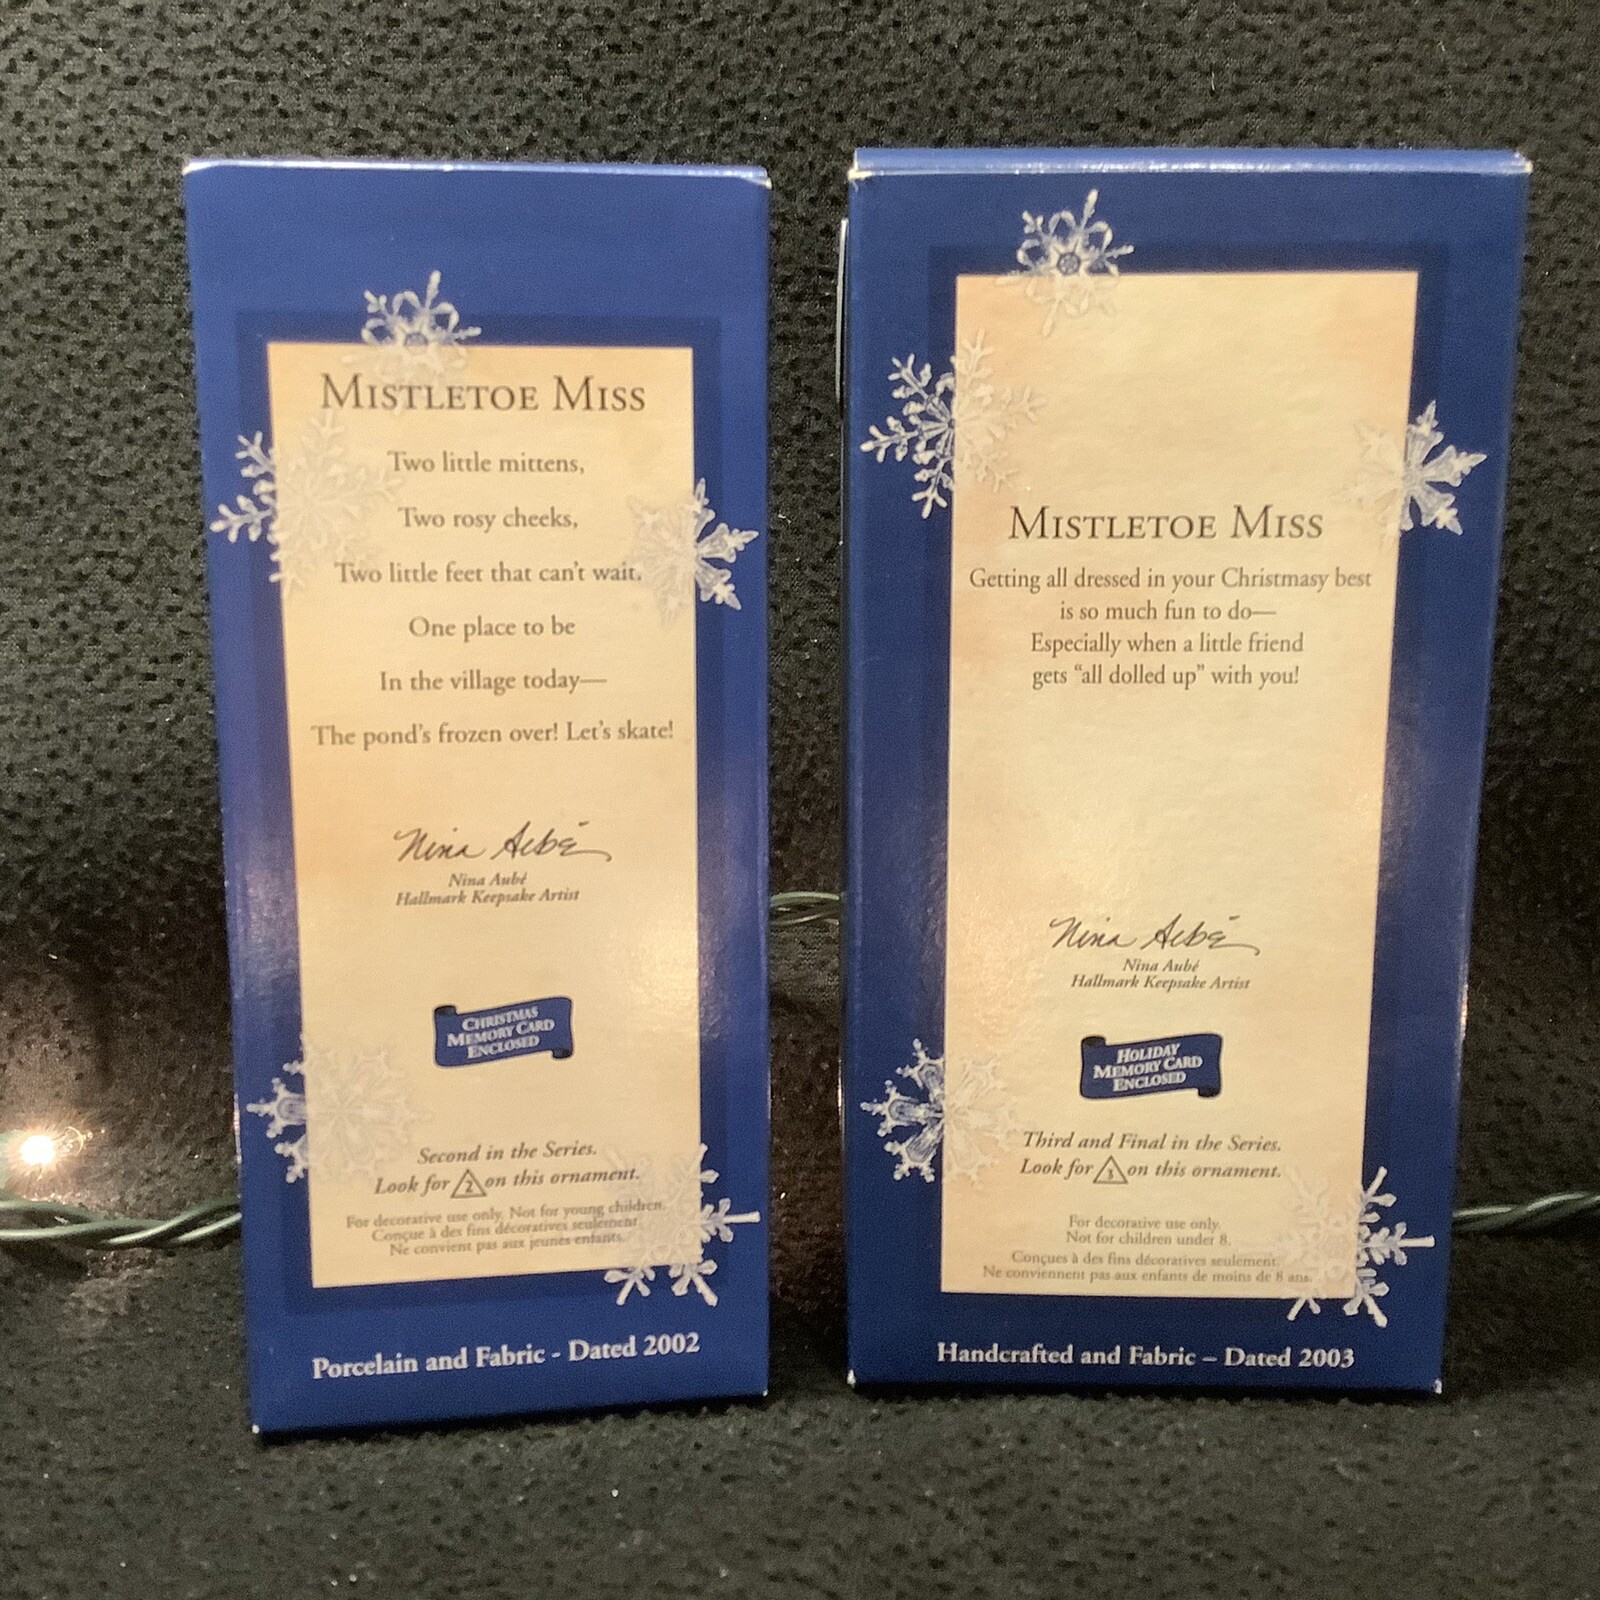 MISTLETOE MISS
Two little mittens,
Two rosy cheeks,
Two little feet that can't wait.
One place to be
In the village today—
The pond's frozen over! Let's skate!
Nina Aubé
Nina Aubé
Hallmark Keepsake Artist
CHRISTMAS
MEMORY CARD
ENCLOSED
Second in the Series.
Look for 2 on this ornament.
For decorative use only. Not for young children.
Conçue à des fins décoratives seulement.
Ne convient pas aux jeunes enfants.
Porcelain and Fabric - Dated 2002
MISTLETOE MISS
Getting all dressed in your Christmasy best
is so much fun to do—
Especially when a little friend
gets “all dolled up” with you!
Nina Aubé
Nina Aubé
Hallmark Keepsake Artist
HOLIDAY
MEMORY CARD
ENCLOSED
Third and Final in the Series.
Look for 3 on this ornament.
For decorative use only.
Not for children under 8.
Conçues à des fins décoratives seulement.
Ne conviennent pas aux enfants de moins de 8 ans.
Handcrafted and Fabric – Dated 2003